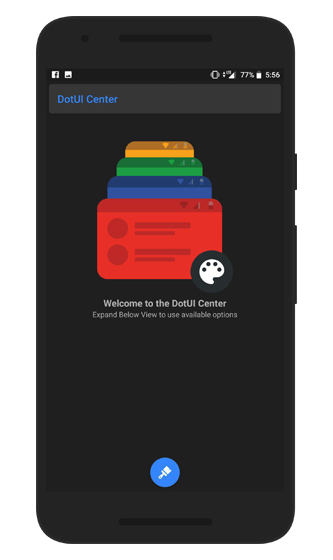 77% 5:56
DotUI Center
Welcome to the DotUI Center
Expand Below View to use available options